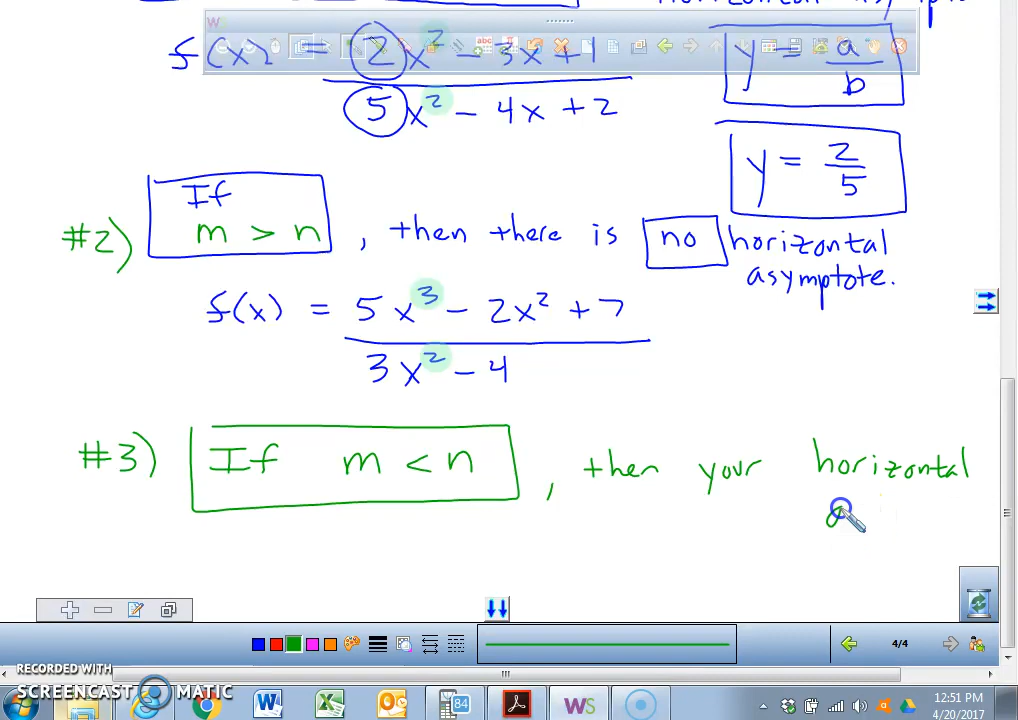 horizontal
f(x) = 2x² - 3x + 1
5x² - 4x + 2
y = a
b
y = 2
5
#2) If
m > n , then there is no horizontal
asymptote.
f(x) = 5x³ - 2x² + 7
3x² - 4
#3) If m < n , then your horizontal
a
4/4
RECORDED WITH
SCREENCAST MATIC
84
WS
12:51 PM
4/20/2017